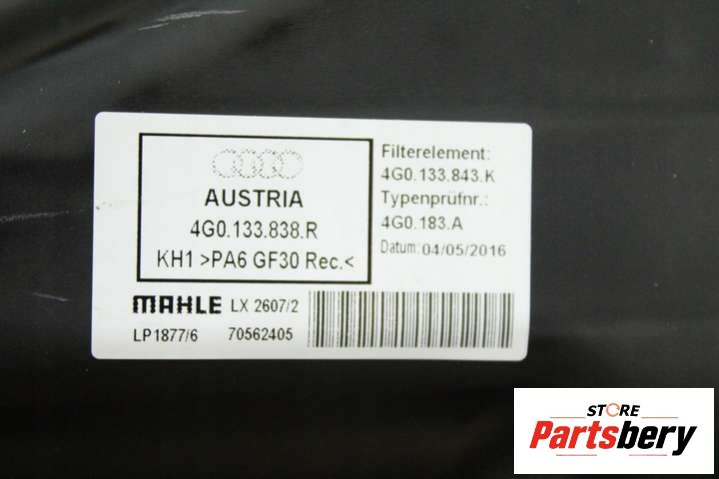 AUSTRIA
4G0.133.838.R
KH1 >PA6 GF30 Rec.<
Filterelement:
4G0.133.843.K
Typenprüfnr.:
4G0.183.A
Datum: 04/05/2016
MAHLE LX 2607/2
LP1877/6 70562405
STORE
Partsbery